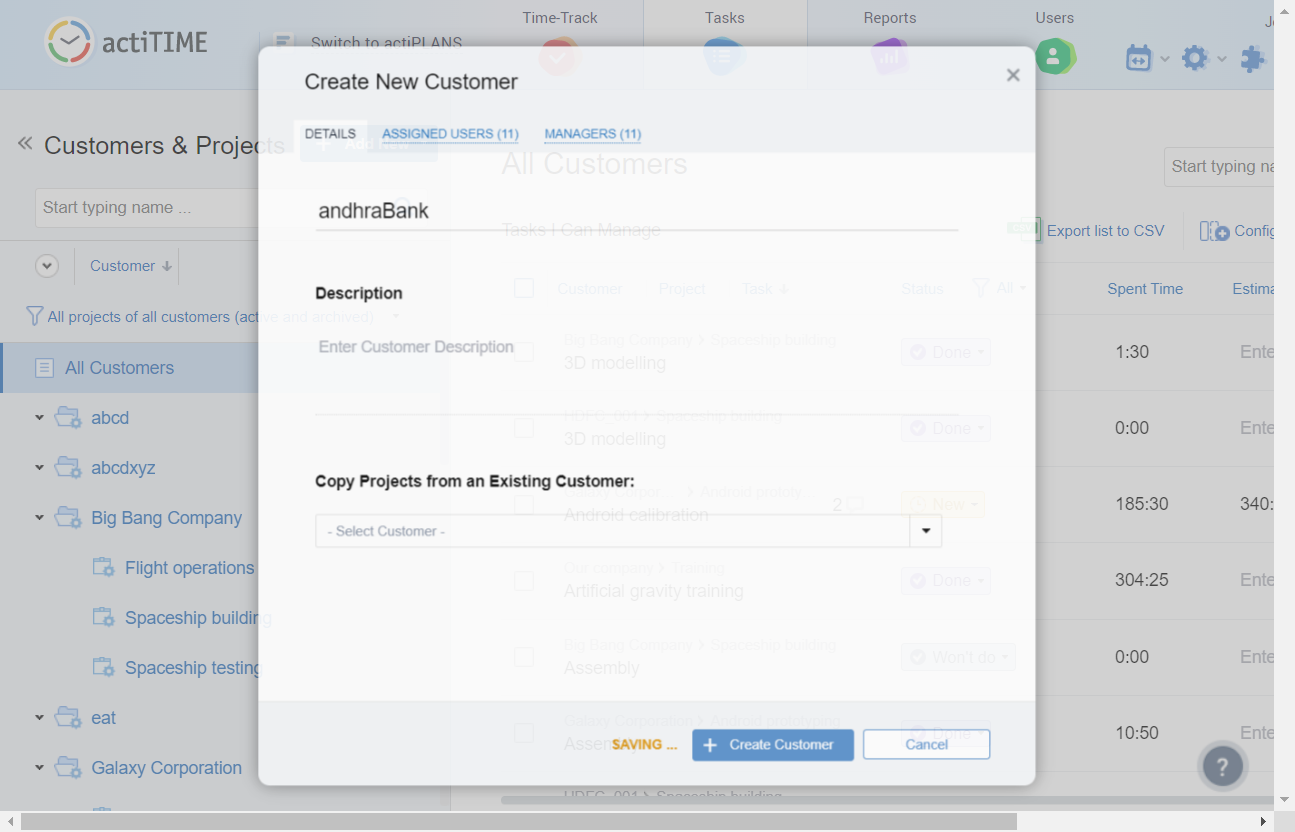 actiTIME
Switch to actiPLANS
Time-Track
Tasks
Reports
Users
Customers & Projects
Add New
Start typing name ...
Customer
All projects of all customers (active and archived)
All Customers
abcd
abcdxyz
Big Bang Company
Flight operations
Spaceship building
Spaceship testing
eat
Galaxy Corporation
Create New Customer
DETAILS
ASSIGNED USERS (11)
MANAGERS (11)
andhraBank
Description
Enter Customer Description
Copy Projects from an Existing Customer:
- Select Customer -
SAVING ...
Create Customer
Cancel
All Customers
Start typing na
Tasks I Can Manage
Export list to CSV
Config
Customer
Project
Task
Status
All
Spent Time
Estima
Big Bang Company > Spaceship building
3D modelling
Done
1:30
Ente
HDFC_001 > Spaceship building
3D modelling
Done
0:00
Ente
Galaxy Corpor... > Android prototy...
Android calibration
2
New
185:30
340:
Our company > Training
Artificial gravity training
Done
304:25
Ente
Big Bang Company > Spaceship building
Assembly
Won't do
0:00
Ente
Galaxy Corporation > Android prototyping
Assembly
Done
10:50
Ente
HDFC_001 > Spaceship building
?